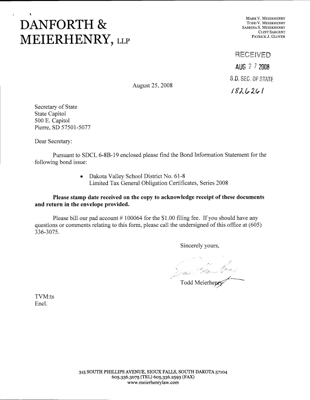 DANFORTH &
MEIERHENRY, LLP
MARK V. MEIERHENRY
TODD V. MEIERHENRY
SABRINA S. MEIERHENRY
CLINT SARGENT
PATRICK J. GLOVER
RECEIVED
AUG 27 2008
S.D. SEC. OF STATE
1826261
August 25, 2008
Secretary of State
State Capitol
500 E. Capitol
Pierre, SD 57501-5077
Dear Secretary:
Pursuant to SDCL 6-8B-19 enclosed please find the Bond Information Statement for the
following bond issue:
• Dakota Valley School District No. 61-8
Limited Tax General Obligation Certificates, Series 2008
Please stamp date received on the copy to acknowledge receipt of these documents
and return in the envelope provided.
Please bill our pad account # 100064 for the $1.00 filing fee. If you should have any
questions or comments relating to this form, please call the undersigned of this office at (605)
336-3075.
Sincerely yours,
Todd Meierhenry
TVM:ts
Encl.
315 SOUTH PHILLIPS AVENUE, SIOUX FALLS, SOUTH DAKOTA 57104
605.336.3075 (TEL) 605.336.2593 (FAX)
www.meierhenrylaw.com